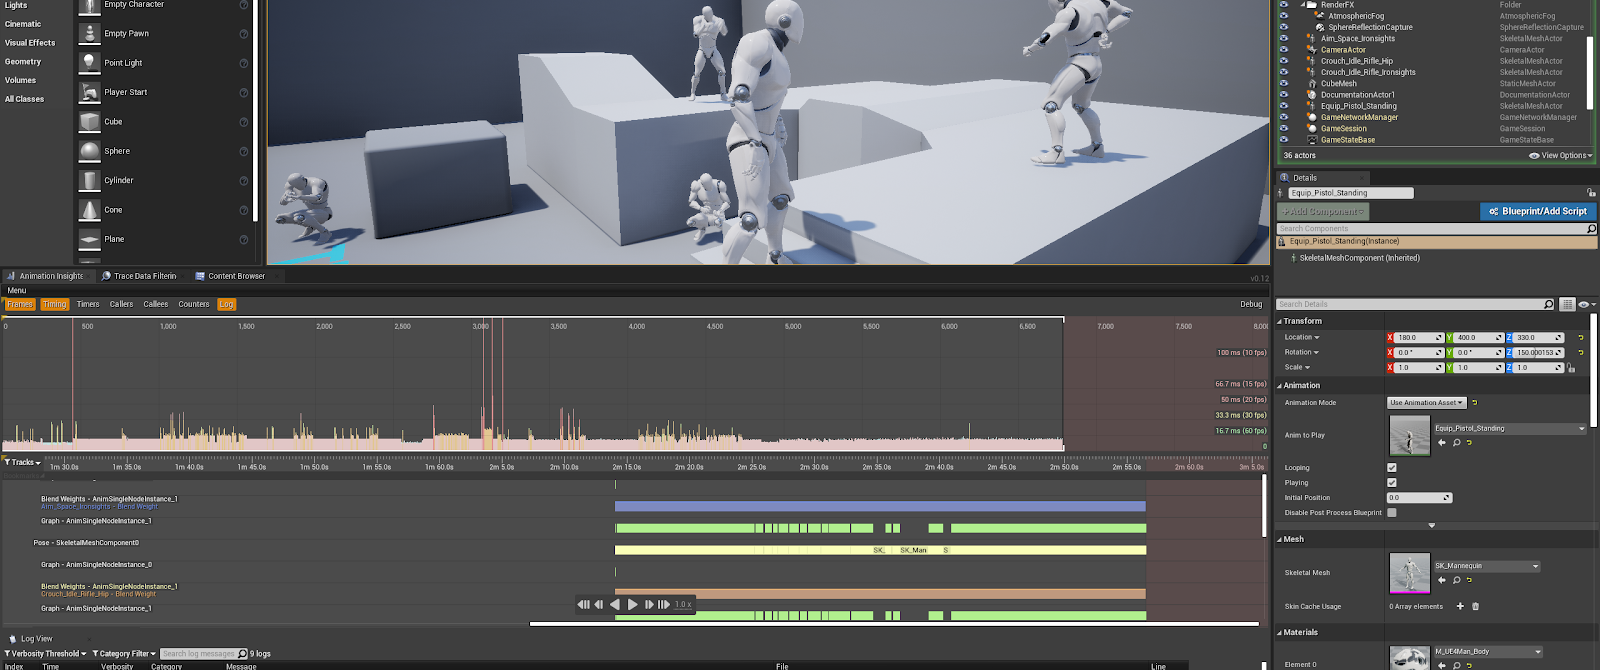 Lights
Cinematic
Visual Effects
Geometry
Volumes
All Classes
Empty Character
Empty Pawn
Point Light
Player Start
Cube
Sphere
Cylinder
Cone
Plane
RenderFX Folder
AtmosphericFog AtmosphericFog
SphereReflectionCapture SphereReflectionCapture
Aim_Space_Ironsights SkeletalMeshActor
CameraActor CameraActor
Crouch_Idle_Rifle_Hip SkeletalMeshActor
Crouch_Idle_Rifle_Ironsights SkeletalMeshActor
CubeMesh StaticMeshActor
DocumentationActor1 DocumentationActor
Equip_Pistol_Standing SkeletalMeshActor
GameNetworkManager GameNetworkManager
GameSession GameSession
GameStateBase GameStateBase
36 actors View Options
Details
Equip_Pistol_Standing
+Add Component Blueprint/Add Script
Search Components
Equip_Pistol_Standing(Instance)
SkeletalMeshComponent (Inherited)
Search Details
Transform
Location X 180.0 Y 400.0 Z 330.0
Rotation X 0.0 ° Y 0.0 ° Z 150.000153
Scale X 1.0 Y 1.0 Z 1.0
Animation
Animation Mode Use Animation Asset
Anim to Play Equip_Pistol_Standing
Looping
Playing
Initial Position 0.0
Disable Post Process Blueprint
Mesh
Skeletal Mesh SK_Mannequin
Skin Cache Usage 0 Array elements
Materials
Element 0 M_UE4Man_Body
Animation Insights Trace Data Filterin Content Browser
v0.12
Menu
Frames Timing Timers Callers Callees Counters Log Debug
0 500 1,000 1,500 2,000 2,500 3,000 3,500 4,000 4,500 5,000 5,500 6,000 6,500 7,000 7,500 8,000
100 ms (10 fps)
66.7 ms (15 fps)
50 ms (20 fps)
33.3 ms (30 fps)
16.7 ms (60 fps)
0
Tracks 1m 30.0s 1m 35.0s 1m 40.0s 1m 45.0s 1m 50.0s 1m 55.0s 1m 60.0s 2m 5.0s 2m 10.0s 2m 15.0s 2m 20.0s 2m 25.0s 2m 30.0s 2m 35.0s 2m 40.0s 2m 45.0s 2m 50.0s 2m 55.0s 2m 60.0s 3m 5.0s
Blend Weights - AnimSingleNodeInstance_1
Aim_Space_Ironsights - Blend Weight
Graph - AnimSingleNodeInstance_1
Pose - SkeletalMeshComponent0 SK_ SK_Man S
Graph - AnimSingleNodeInstance_0
Blend Weights - AnimSingleNodeInstance_1
Crouch_Idle_Rifle_Hip - Blend Weight
Graph - AnimSingleNodeInstance_1
1.0 x
Log View
Verbosity Threshold Category Filter Search log messages 9 logs
Index Time Verbosity Category Message File Line